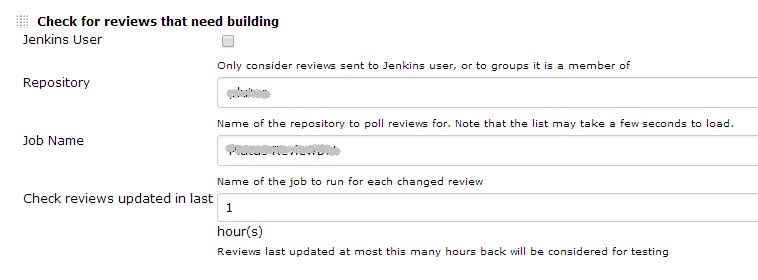 Check for reviews that need building
Jenkins User
Only consider reviews sent to Jenkins user, or to groups it is a member of
Repository
Name of the repository to poll reviews for. Note that the list may take a few seconds to load.
Job Name
Name of the job to run for each changed review
Check reviews updated in last
1
hour(s)
Reviews last updated at most this many hours back will be considered for testing